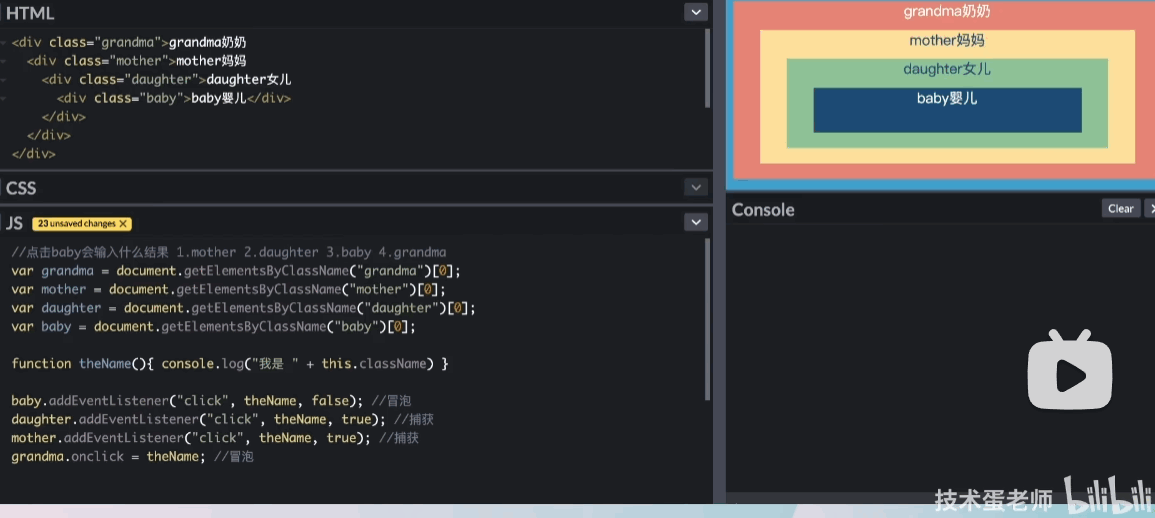 HTML
<div class="grandma">grandma奶奶
<div class="mother">mother妈妈
<div class="daughter">daughter女儿
<div class="baby">baby婴儿</div>
</div>
</div>
</div>
CSS
JS 23 unsaved changes X
//点击baby会输入什么结果 1.mother 2.daughter 3.baby 4.grandma
var grandma = document.getElementsByClassName("grandma")[0];
var mother = document.getElementsByClassName("mother")[0];
var daughter = document.getElementsByClassName("daughter")[0];
var baby = document.getElementsByClassName("baby")[0];
function theName(){ console.log("我是 " + this.className) }
baby.addEventListener("click", theName, false); //冒泡
daughter.addEventListener("click", theName, true); //捕获
mother.addEventListener("click", theName, true); //捕获
grandma.onclick = theName; //冒泡
grandma奶奶
mother妈妈
daughter女儿
baby婴儿
Console
Clear
技术蛋老师 bilibili